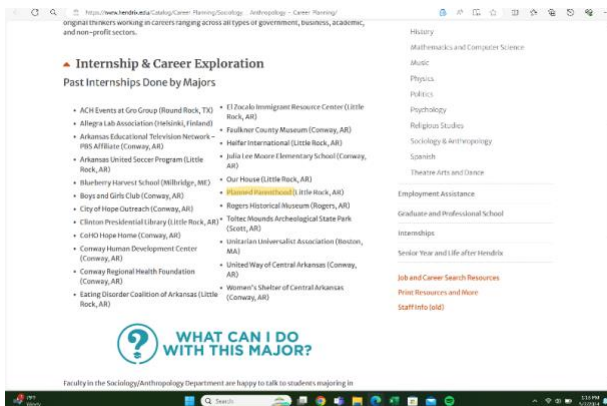 https://www.hendrix.edu/Catalog/Career Planning/Sociology _ Anthropology - Career Planning/
original thinkers working in careers ranging across all types of government, business, academic,
and non-profit sectors.
Internship & Career Exploration
Past Internships Done by Majors
• ACH Events at Gro Group (Round Rock, TX)
• Allegra Lab Association (Helsinki, Finland)
• Arkansas Educational Television Network -
PBS Affiliate (Conway, AR)
• Arkansas United Soccer Program (Little
Rock, AR)
• Blueberry Harvest School (Milbridge, ME)
• Boys and Girls Club (Conway, AR)
• City of Hope Outreach (Conway, AR)
• Clinton Presidential Library (Little Rock, AR)
• CoHO Hope Home (Conway, AR)
• Conway Human Development Center
(Conway, AR)
• Conway Regional Health Foundation
(Conway, AR)
• Eating Disorder Coalition of Arkansas (Little
Rock, AR)
• El Zocalo Immigrant Resource Center (Little
Rock, AR)
• Faulkner County Museum (Conway, AR)
• Heifer International (Little Rock, AR)
• Julia Lee Moore Elementary School (Conway,
AR)
• Our House (Little Rock, AR)
• Planned Parenthood (Little Rock, AR)
• Rogers Historical Museum (Rogers, AR)
• Toltec Mounds Archeological State Park
(Scott, AR)
• Unitarian Universalist Association (Boston,
MA)
• United Way of Central Arkansas (Conway,
AR)
• Women's Shelter of Central Arkansas
(Conway, AR)
WHAT CAN I DO
WITH THIS MAJOR?
Faculty in the Sociology/Anthropology Department are happy to talk to students majoring in
History
Mathematics and Computer Science
Music
Physics
Politics
Psychology
Religious Studies
Sociology & Anthropology
Spanish
Theatre Arts and Dance
Employment Assistance
Graduate and Professional School
Internships
Senior Year and Life after Hendrix
Job and Career Search Resources
Print Resources and More
Staff Info (old)
Search